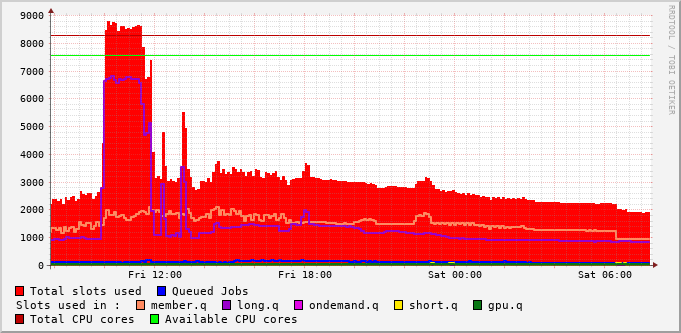 9000
8000
7000
6000
5000
4000
3000
2000
1000
0
Fri 12:00 Fri 18:00 Sat 00:00 Sat 06:00
RRDTOOL / TOBI OETIKER
Total slots used Queued Jobs
Slots used in : member.q long.q ondemand.q short.q gpu.q
Total CPU cores Available CPU cores